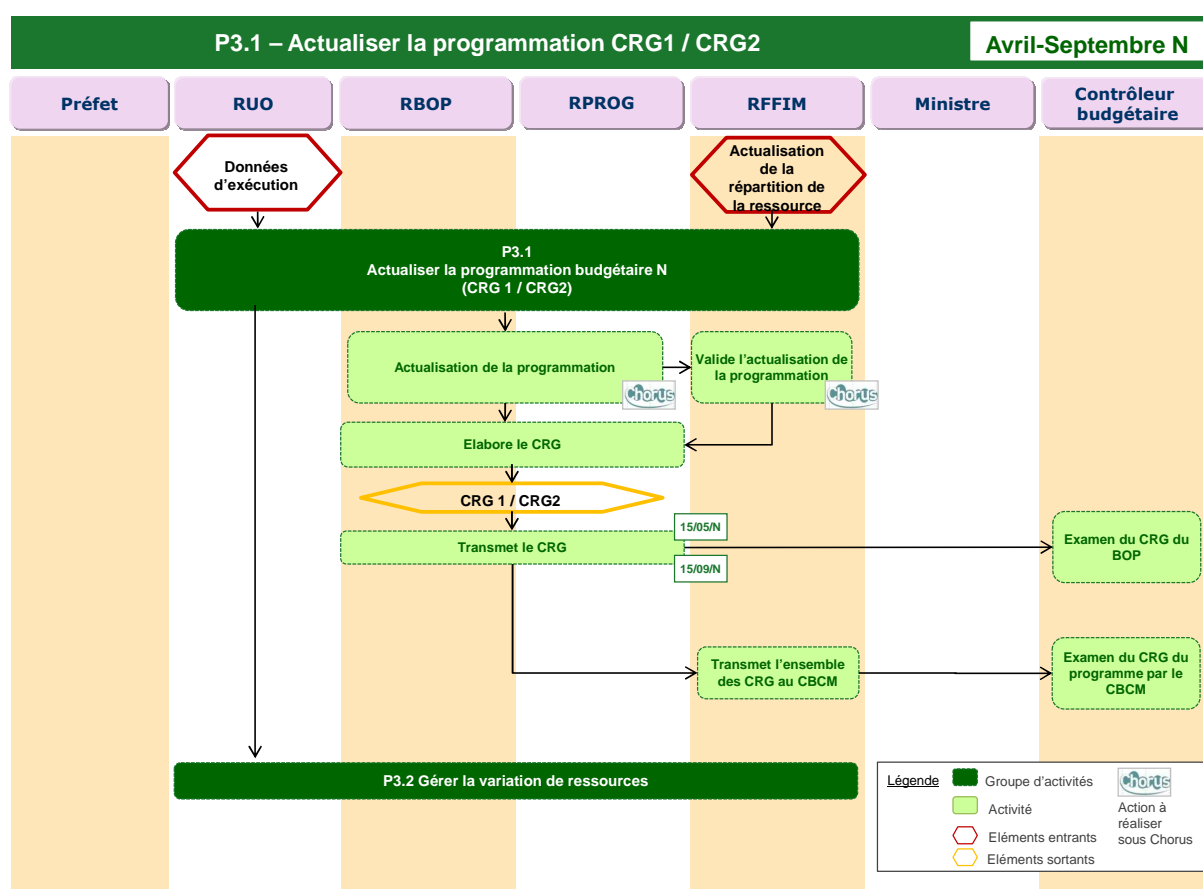 P3.1 – Actualiser la programmation CRG1 / CRG2
Avril-Septembre N
Préfet
RUO
RBOP
RPROG
RFFIM
Ministre
Contrôleur
budgétaire
Données
d'exécution
Actualisation
de la
répartition de
la ressource
P3.1
Actualiser la programmation budgétaire N
(CRG 1 / CRG2)
Actualisation de la programmation
chorus
Valide l'actualisation de
la programmation
chorus
Elabore le CRG
CRG 1 / CRG2
15/05/N
Transmet le CRG
15/09/N
Examen du CRG du
BOP
Transmet l'ensemble
des CRG au CBCM
Examen du CRG du
programme par le
CBCM
P3.2 Gérer la variation de ressources
Légende
Groupe d'activités
Activité
Eléments entrants
Eléments sortants
chorus
Action à
réaliser
sous Chorus